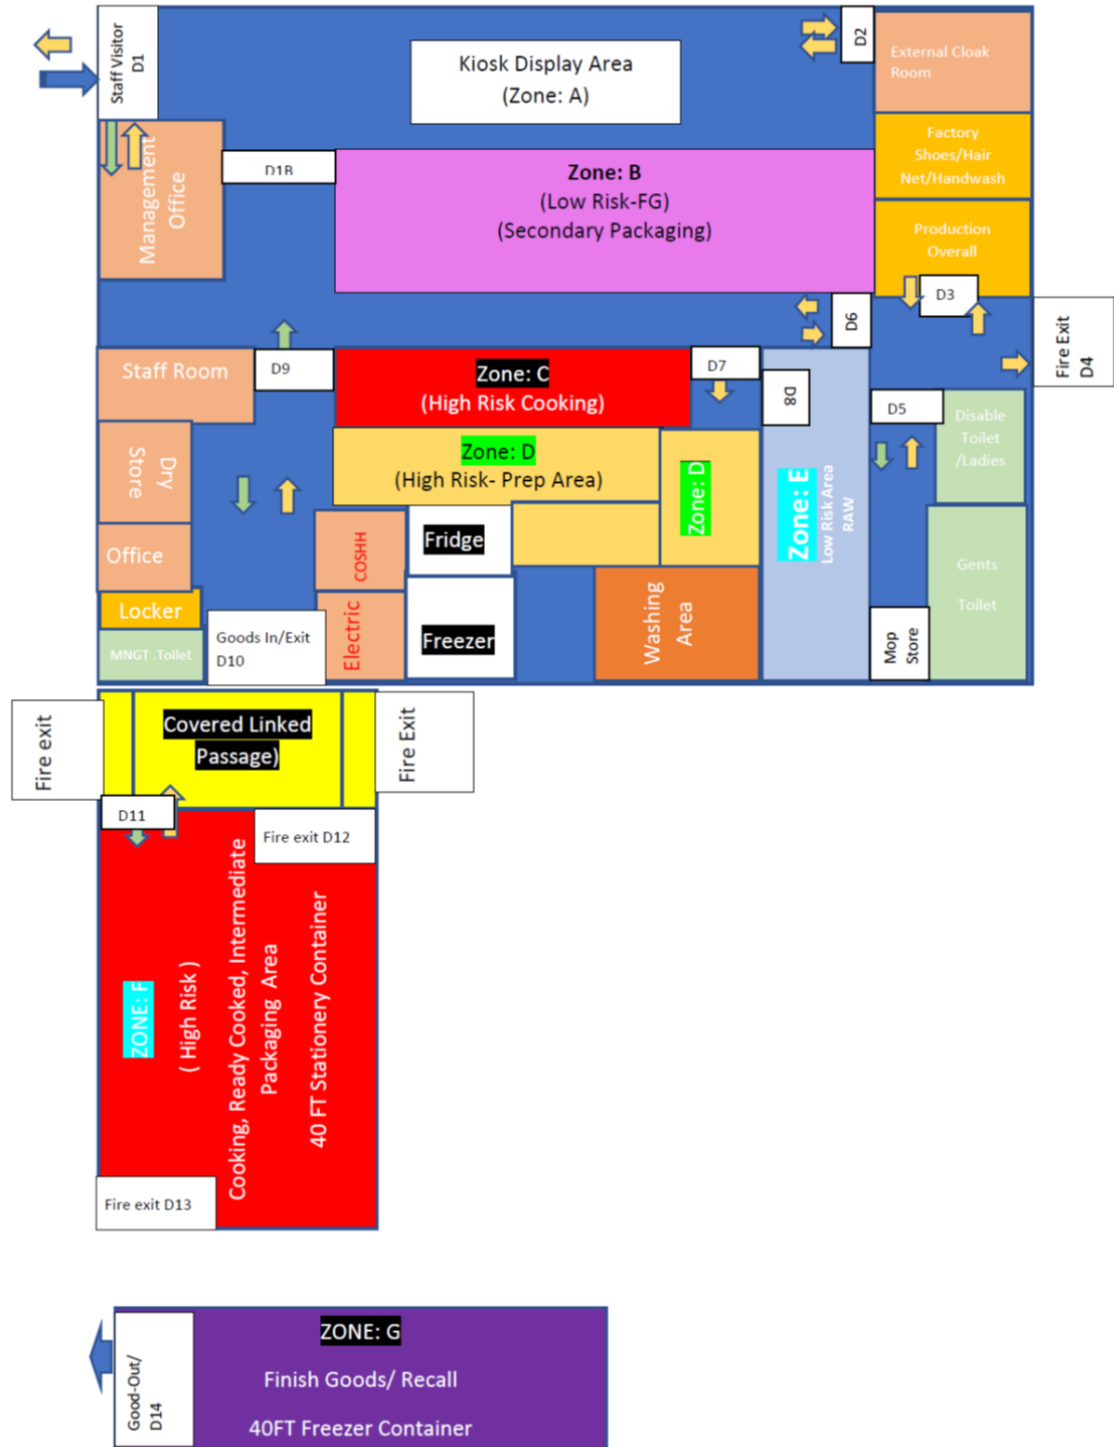 Staff Visitor
D1
Kiosk Display Area
(Zone: A)
D2
External Cloak
Room
Factory
Shoes/Hair
Net/Handwash
Production
Overall
D3
Management
Office
D1B
Zone: B
(Low Risk-FG)
(Secondary Packaging)
D6
Fire Exit
D4
Staff Room
D9
Zone: C
(High Risk Cooking)
D7
D8
D5
Disable
Toilet
/Ladies
Dry
Store
Zone: D
(High Risk- Prep Area)
Zone: D
Zone: E
Low Risk Area
RAW
Office
COSHH
Fridge
Gents
Toilet
Locker
MNGT .Toilet
Goods In/Exit
D10
Electric
Freezer
Washing
Area
Mop
Store
Fire exit
Covered Linked
Passage)
Fire Exit
D11
Fire exit D12
ZONE: F
( High Risk )
Cooking, Ready Cooked, Intermediate
Packaging Area
40 FT Stationery Container
Fire exit D13
Good-Out/
D14
ZONE: G
Finish Goods/ Recall
40FT Freezer Container